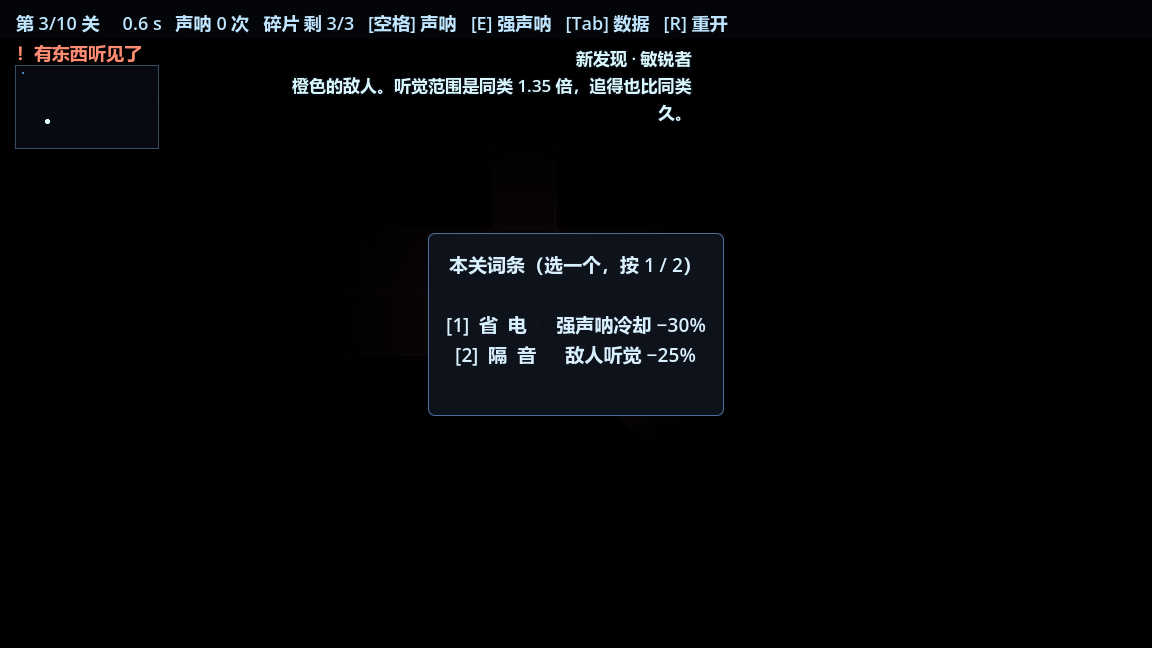 第 3/10 关 0.6 s 声呐 0 次 碎片 剩 3/3 [空格] 声呐 [E] 强声呐 [Tab] 数据 [R] 重开
！有东西听见了
新发现 · 敏锐者
橙色的敌人。听觉范围是同类 1.35 倍，追得也比同类
久。
本关词条（选一个，按 1 / 2）
[1] 省 电 强声呐冷却 −30%
[2] 隔 音 敌人听觉 −25%